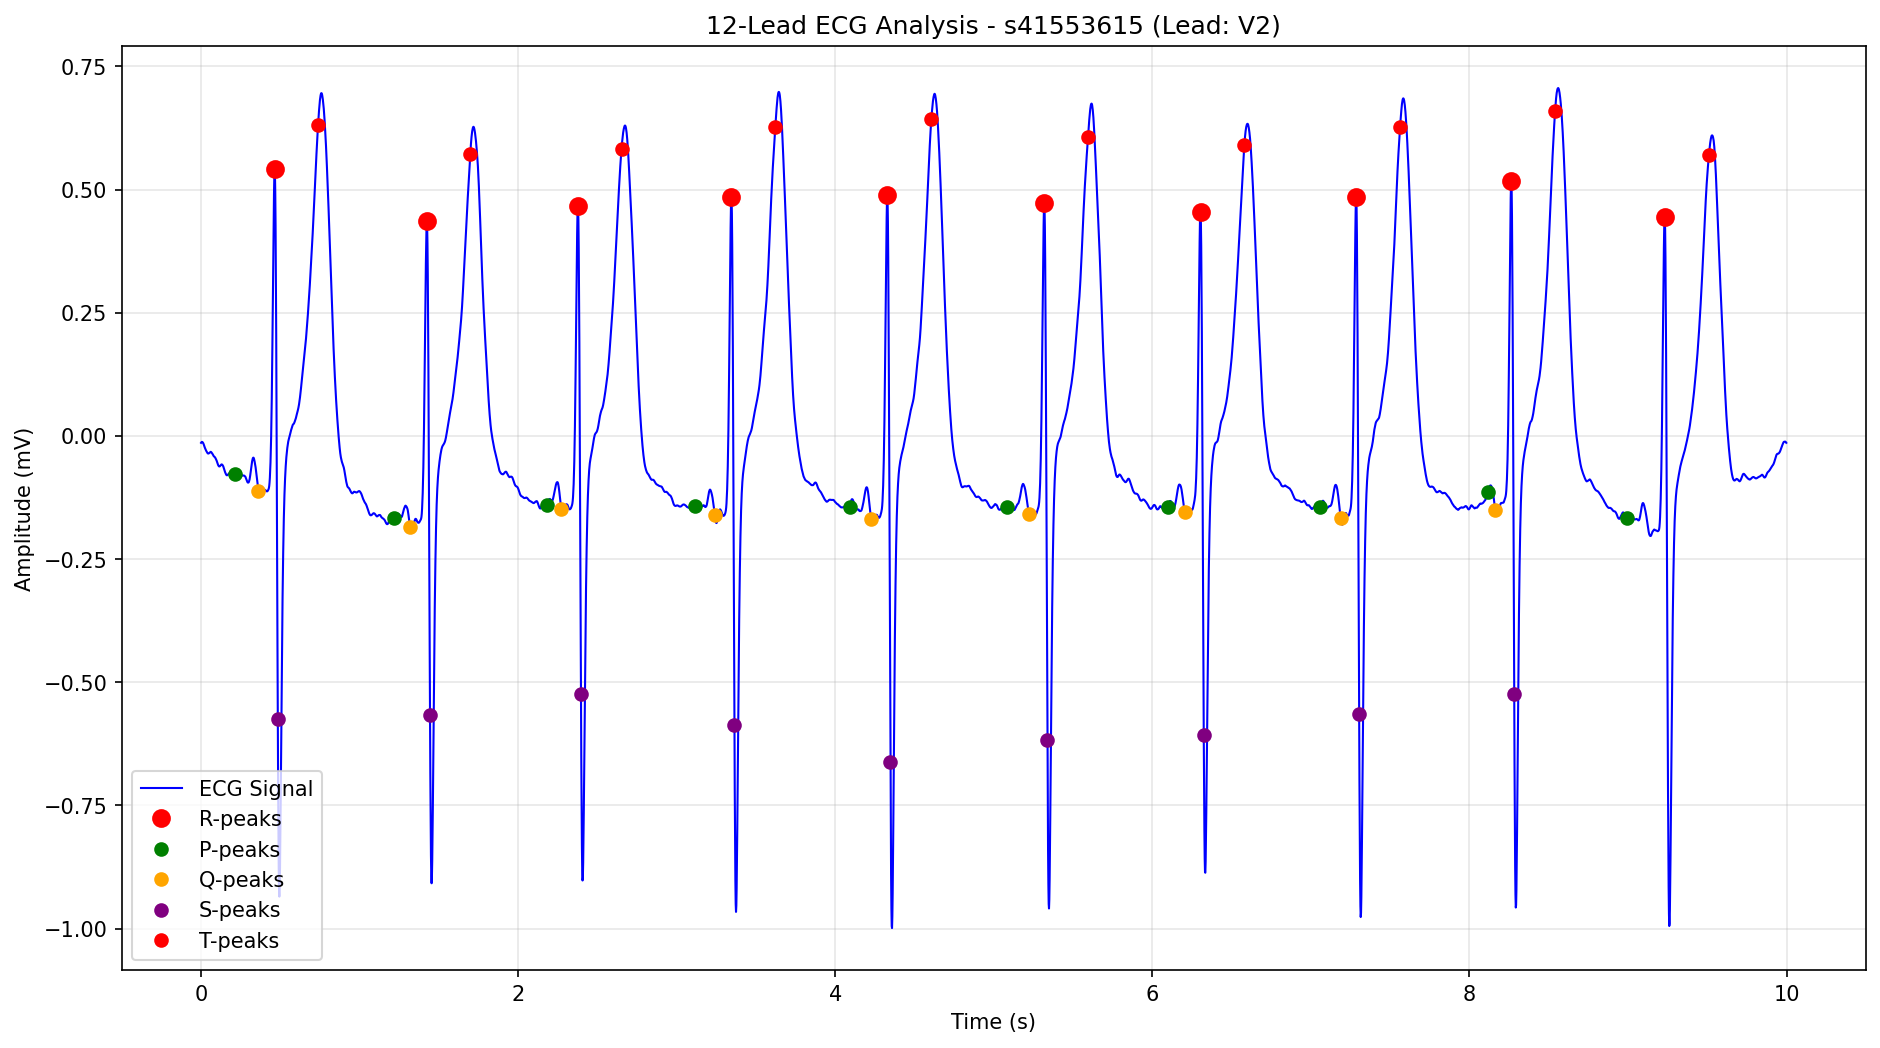 12-Lead ECG Analysis - s41553615 (Lead: V2)
Amplitude (mV)
0.75
0.50
0.25
0.00
−0.25
−0.50
−0.75
−1.00
ECG Signal
R-peaks
P-peaks
Q-peaks
S-peaks
T-peaks
0 2 4 6 8 10
Time (s)